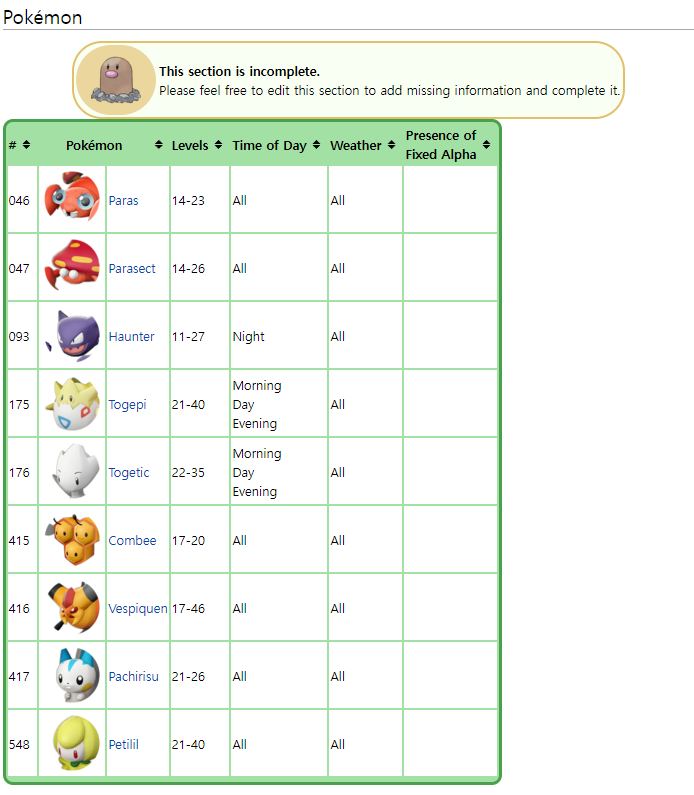 Pokémon
This section is incomplete.
Please feel free to edit this section to add missing information and complete it.
# Pokémon Levels Time of Day Weather Presence of
Fixed Alpha
046 Paras 14-23 All All
047 Parasect 14-26 All All
093 Haunter 11-27 Night All
175 Togepi 21-40 Morning
Day
Evening All
176 Togetic 22-35 Morning
Day
Evening All
415 Combee 17-20 All All
416 Vespiquen 17-46 All All
417 Pachirisu 21-26 All All
548 Petilil 21-40 All All